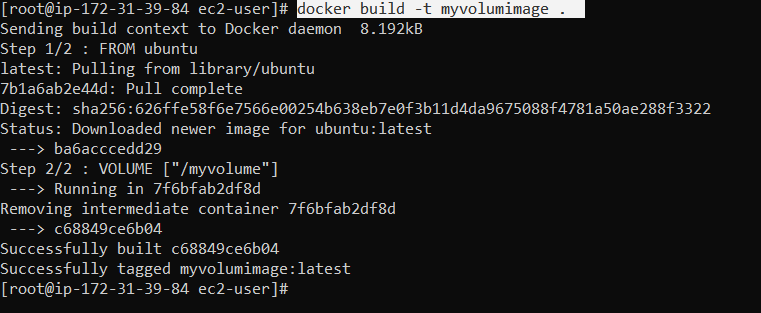 [root@ip-172-31-39-84 ec2-user]# docker build -t myvolumimage .
Sending build context to Docker daemon  8.192kB
Step 1/2 : FROM ubuntu
latest: Pulling from library/ubuntu
7b1a6ab2e44d: Pull complete
Digest: sha256:626ffe58f6e7566e00254b638eb7e0f3b11d4da9675088f4781a50ae288f3322
Status: Downloaded newer image for ubuntu:latest
 ---> ba6acccedd29
Step 2/2 : VOLUME ["/myvolume"]
 ---> Running in 7f6bfab2df8d
Removing intermediate container 7f6bfab2df8d
 ---> c68849ce6b04
Successfully built c68849ce6b04
Successfully tagged myvolumimage:latest
[root@ip-172-31-39-84 ec2-user]#